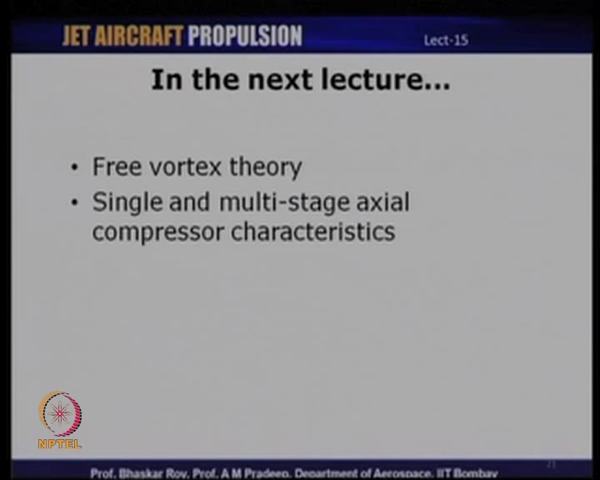 JET AIRCRAFT PROPULSION
Lect-15
In the next lecture...
• Free vortex theory
• Single and multi-stage axial
compressor characteristics
NPTEL
21
Prof. Bhaskar Roy, Prof. A M Pradeep, Department of Aerospace, IIT Bombay